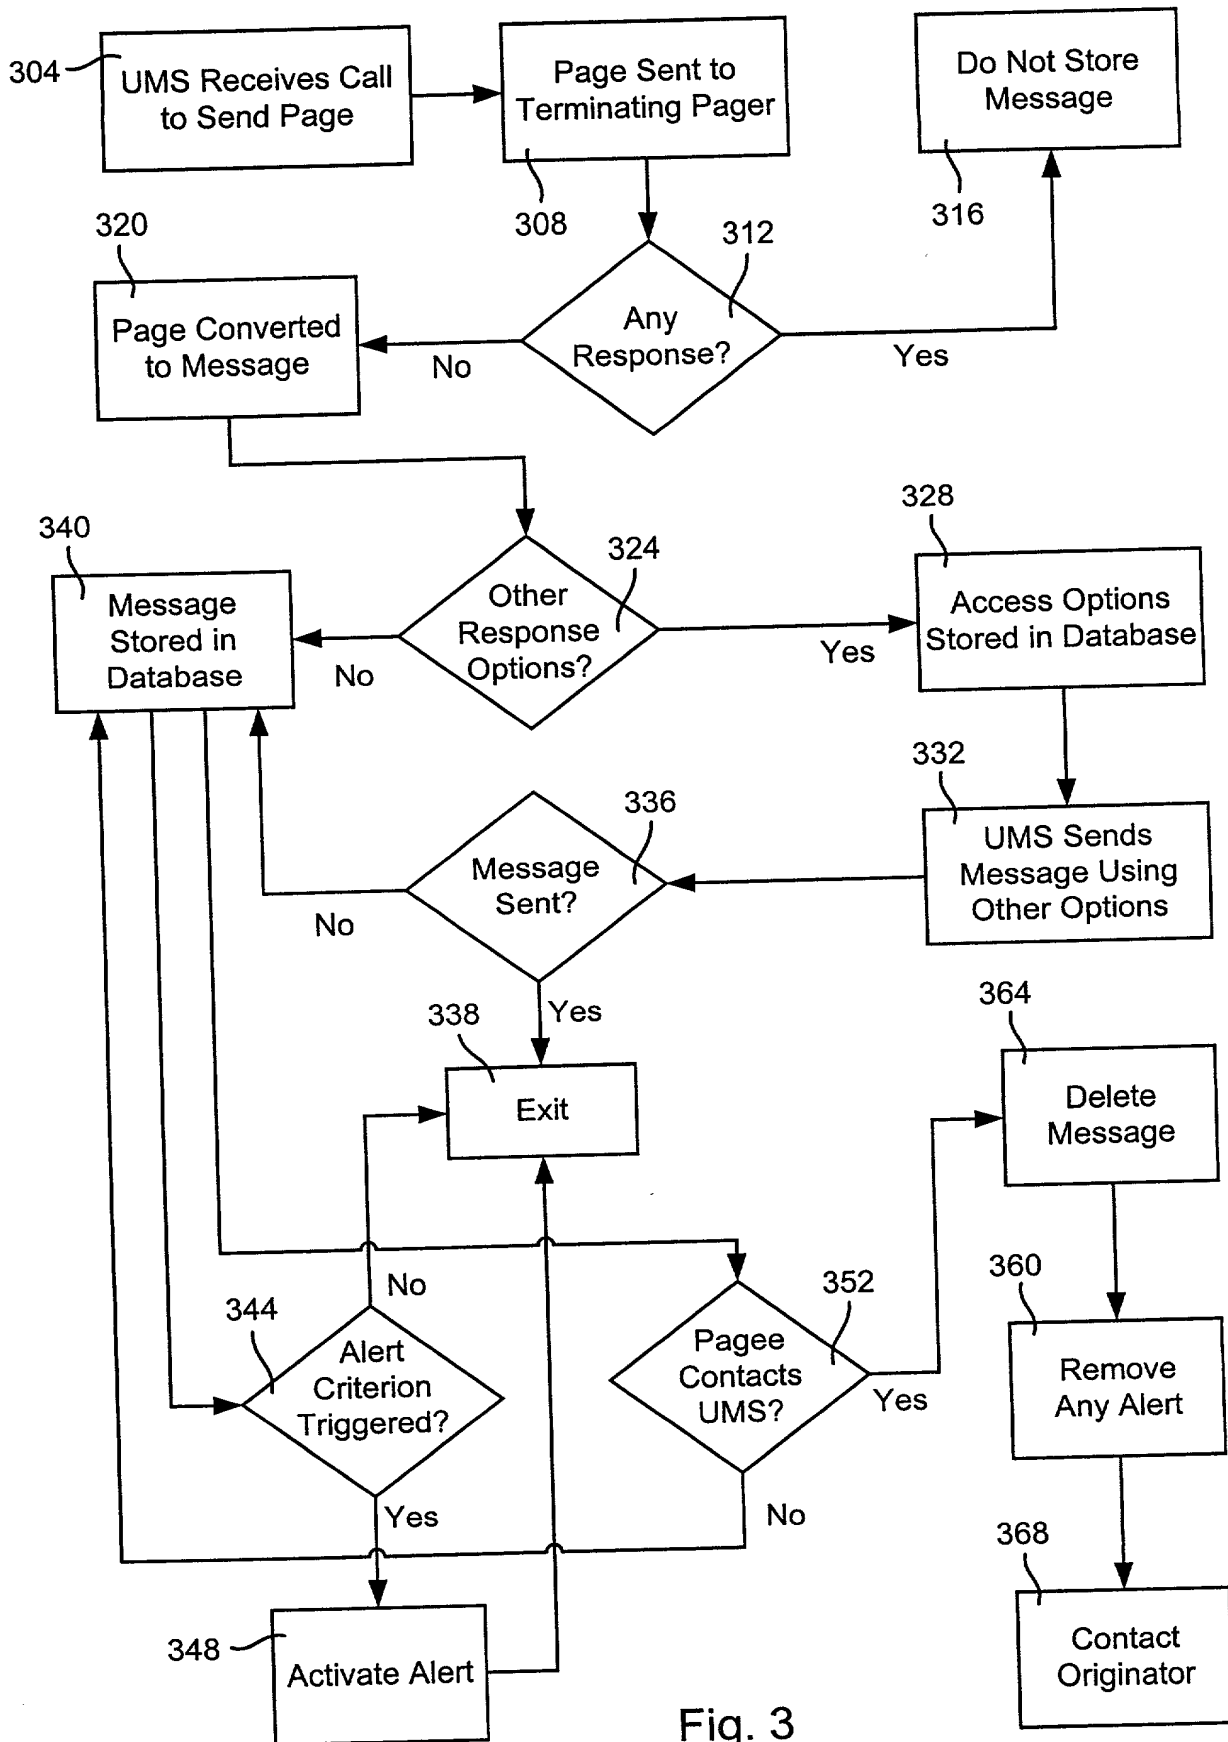 304
UMS Receives Call
to Send Page
Page Sent to
Terminating Pager
308
Do Not Store
Message
316
320
Page Converted
to Message
312
Any
Response?
No
Yes
340
Message
Stored in
Database
324
Other
Response
Options?
No
Yes
328
Access Options
Stored in Database
332
UMS Sends
Message Using
Other Options
336
Message
Sent?
No
Yes
338
Exit
364
Delete
Message
No
344
Alert
Criterion
Triggered?
Yes
352
Pagee
Contacts
UMS?
Yes
No
360
Remove
Any Alert
368
Contact
Originator
348
Activate Alert
Fig. 3